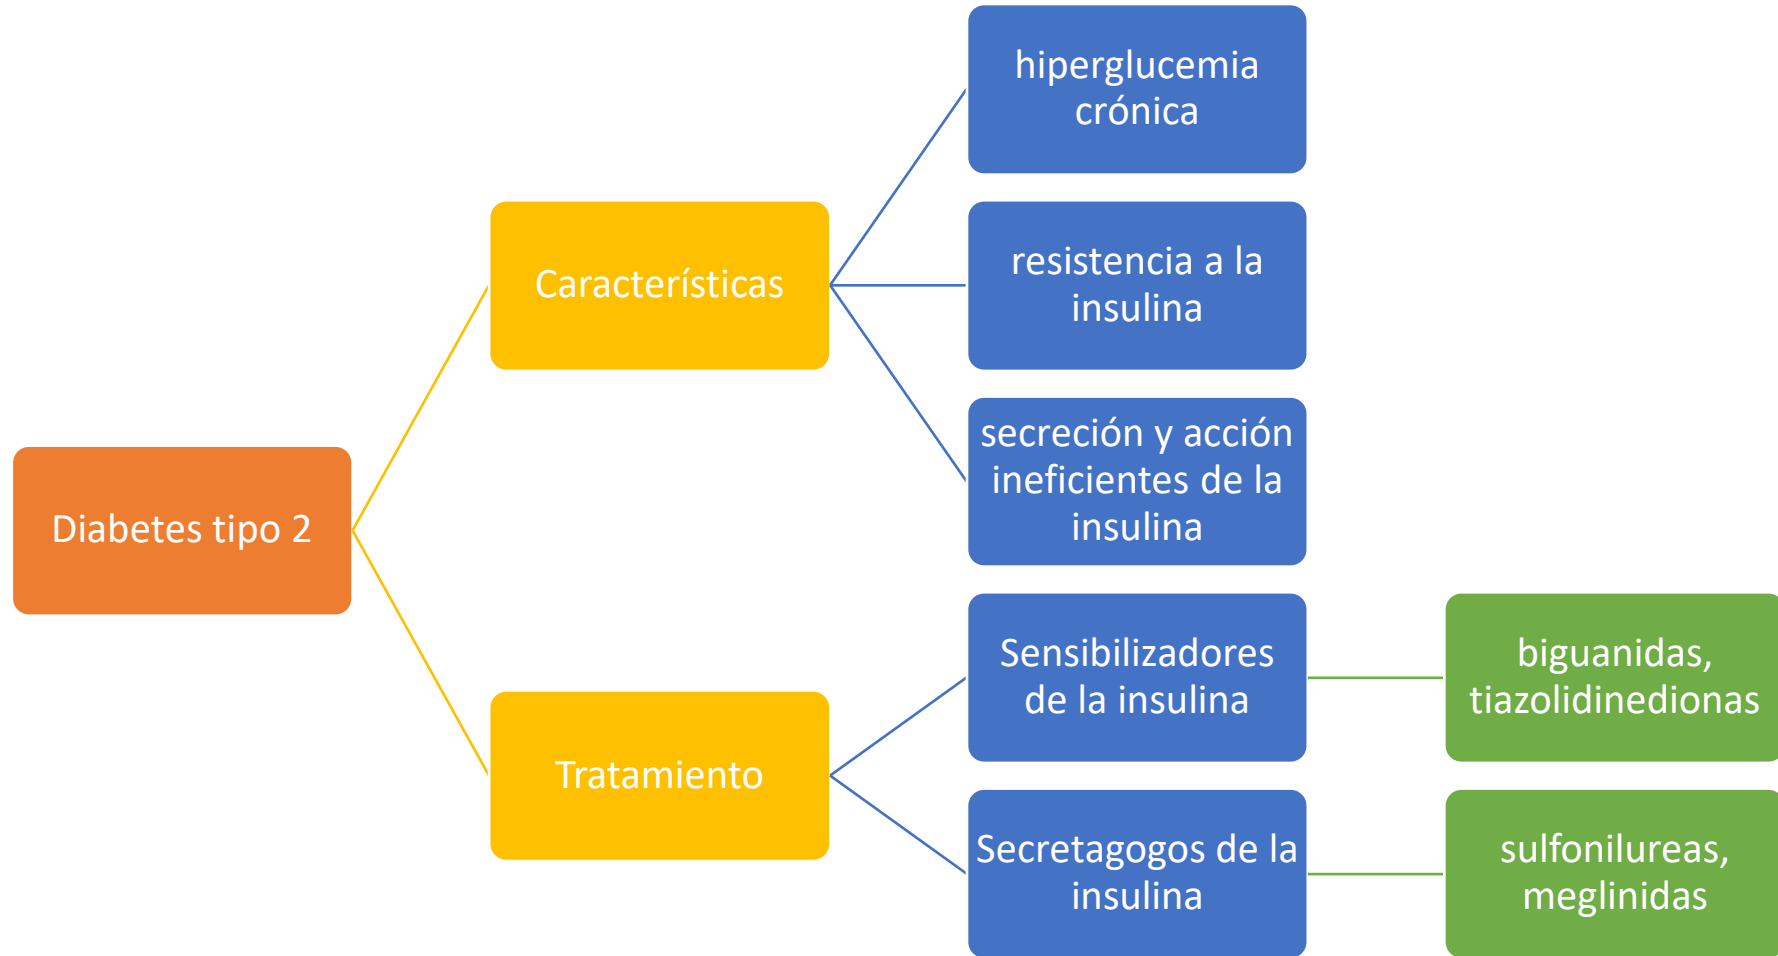 Diabetes tipo 2
Características
hiperglucemia
crónica
resistencia a la
insulina
secreción y acción
ineficientes de la
insulina
Tratamiento
Sensibilizadores
de la insulina
biguanidas,
tiazolidinedionas
Secretagogos de la
insulina
sulfonilureas,
meglinidas